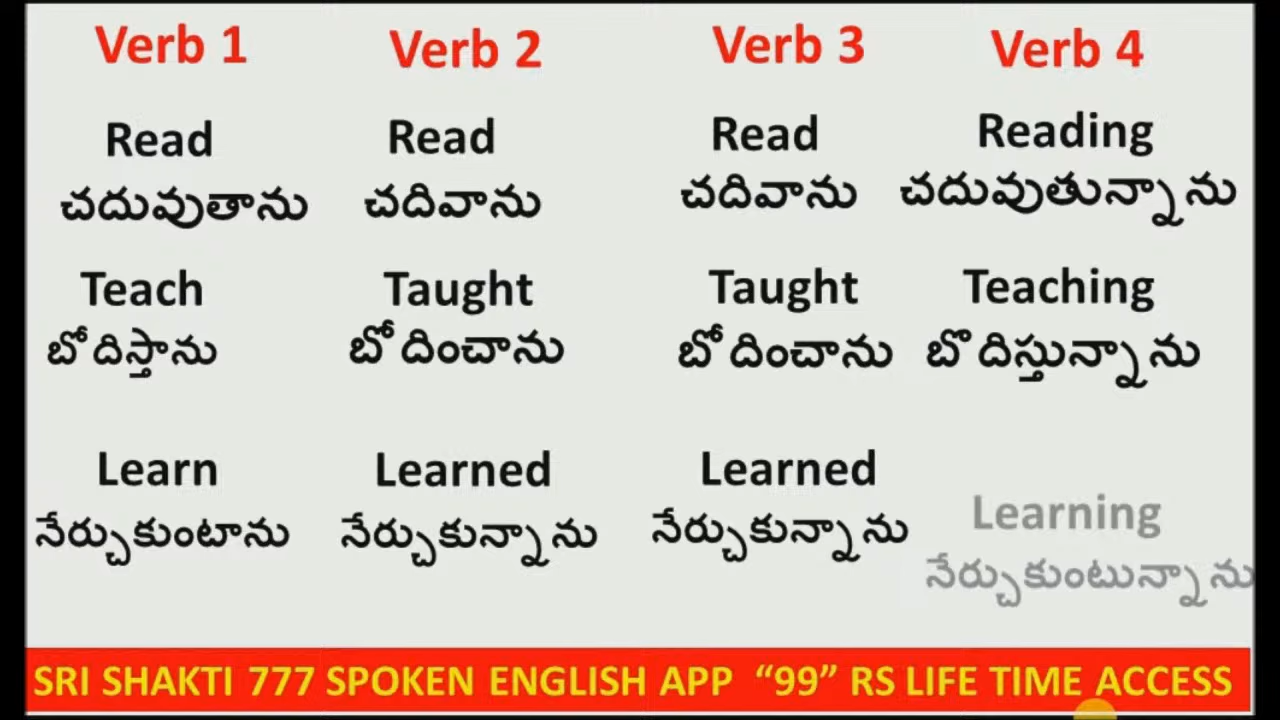 Verb 1 Verb 2 Verb 3 Verb 4
Read Read Read Reading
చదువుతాను చదివాను చదివాను చదువుతున్నాను
Teach Taught Taught Teaching
బోదిస్తాను బోదించాను బోదించాను బొదిస్తున్నాను
Learn Learned Learned Learning
నేర్చుకుంటాను నేర్చుకున్నాను నేర్చుకున్నాను నేర్చుకుంటున్నాను
SRI SHAKTI 777 SPOKEN ENGLISH APP “99” RS LIFE TIME ACCESS